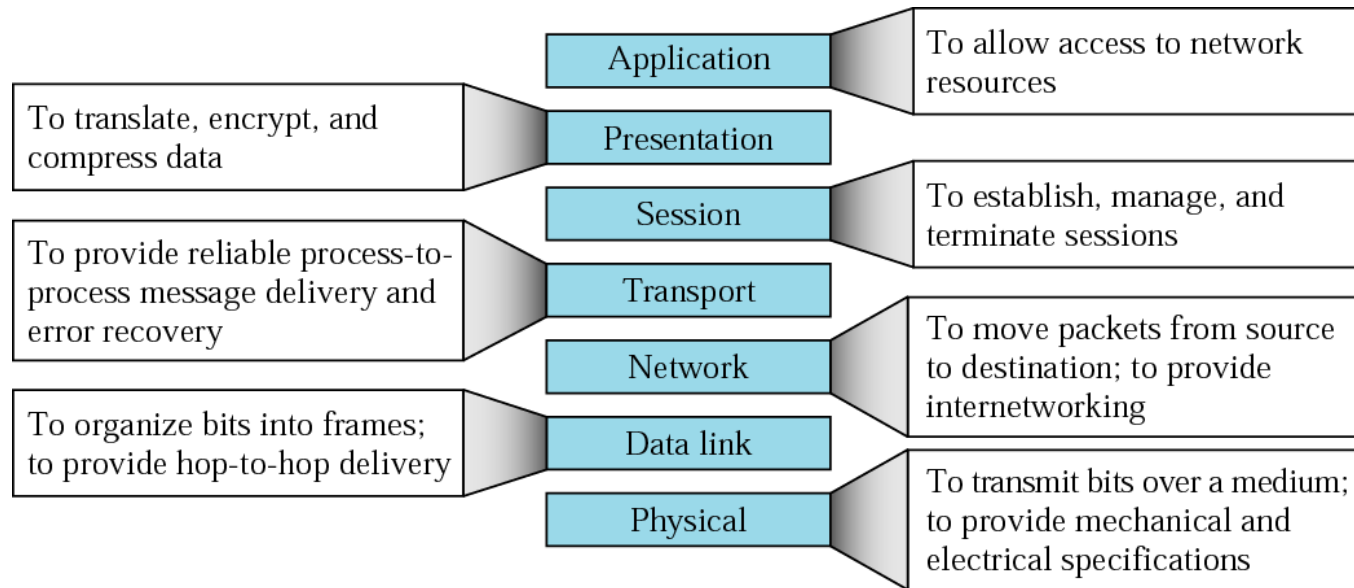 Application
To allow access to network
resources
To translate, encrypt, and
compress data
Presentation
Session
To establish, manage, and
terminate sessions
To provide reliable process-to-
process message delivery and
error recovery
Transport
Network
To move packets from source
to destination; to provide
internetworking
To organize bits into frames;
to provide hop-to-hop delivery
Data link
Physical
To transmit bits over a medium;
to provide mechanical and
electrical specifications